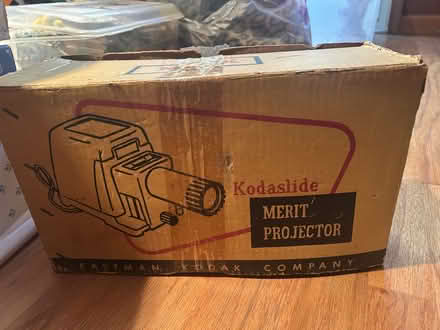 Kodaslide
MERIT
PROJECTOR
EASTMAN KODAK COMPANY